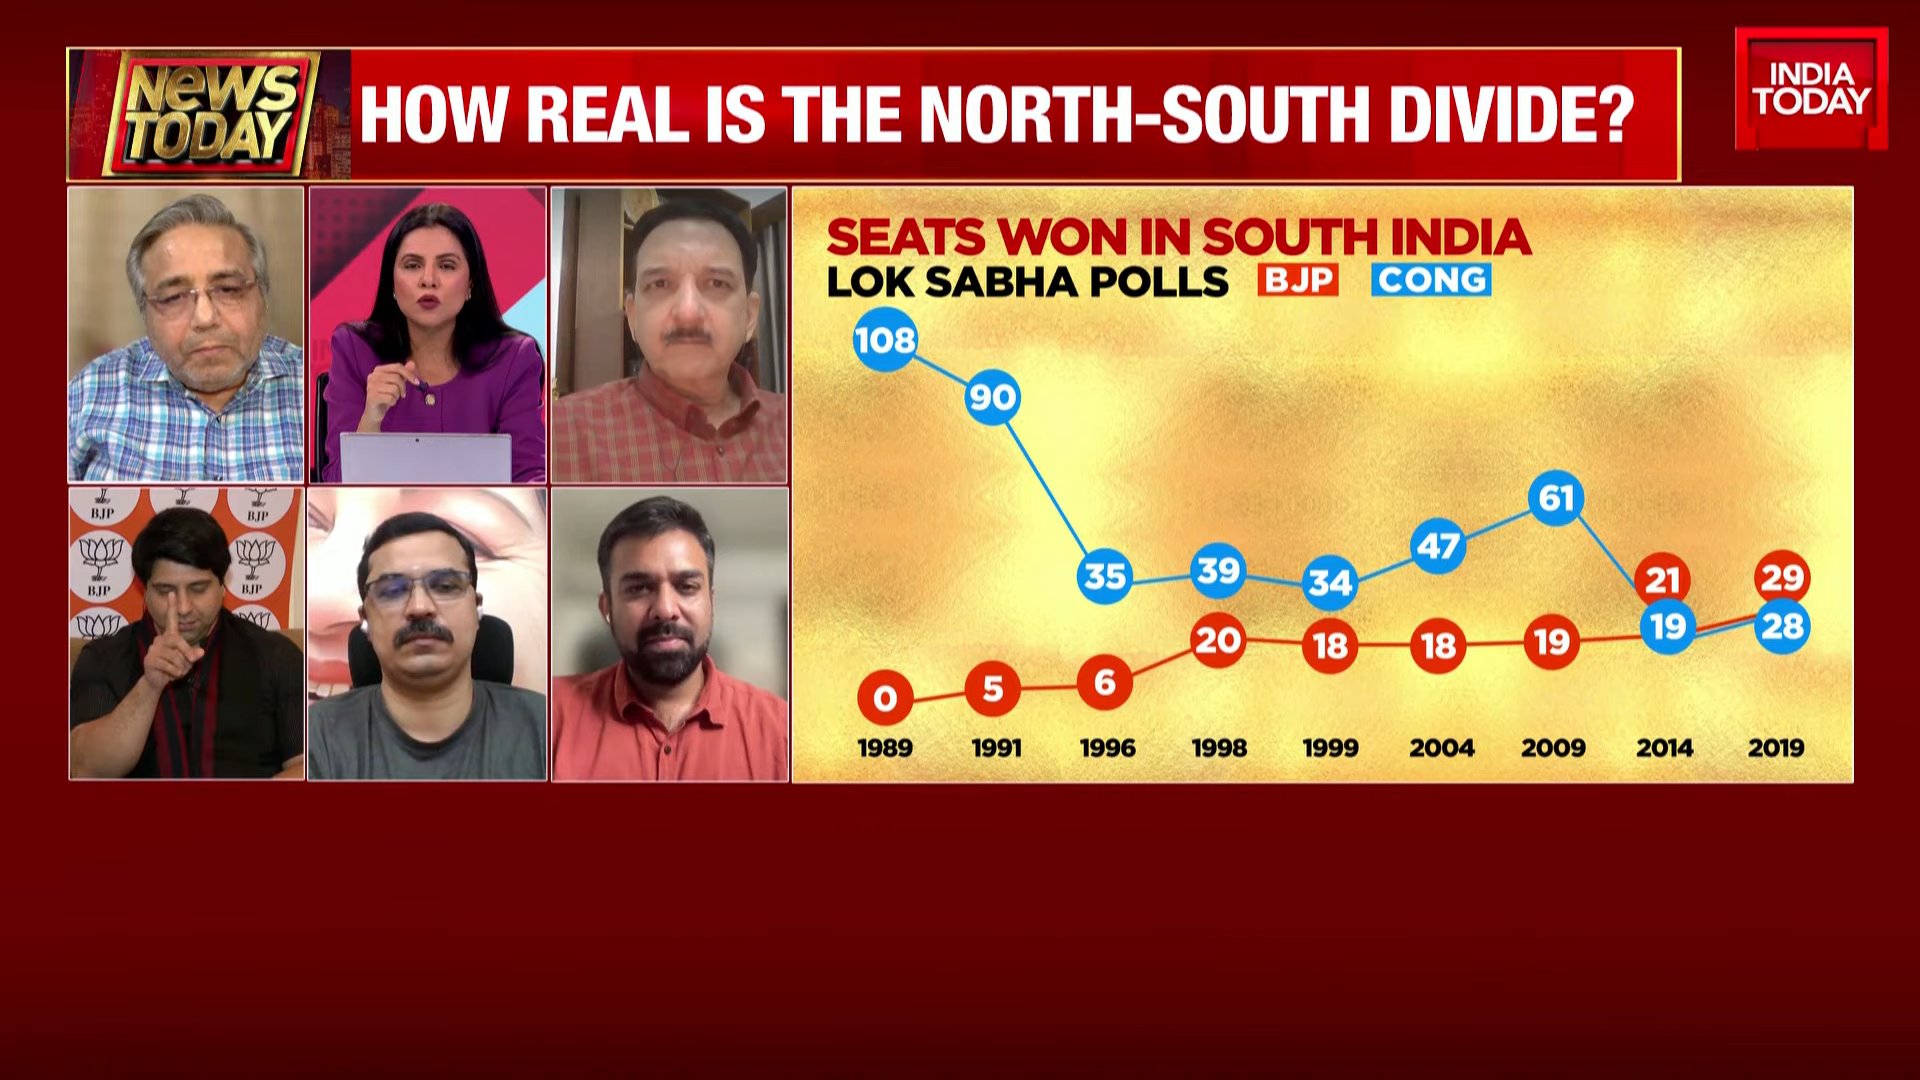 NEWS
TODAY
HOW REAL IS THE NORTH-SOUTH DIVIDE?
INDIA
TODAY
SEATS WON IN SOUTH INDIA
LOK SABHA POLLS BJP CONG
108
90
35
39
34
47
61
19
28
0
5
6
20
18
18
19
21
29
1989 1991 1996 1998 1999 2004 2009 2014 2019
BJP
BJP
BJP
BJP